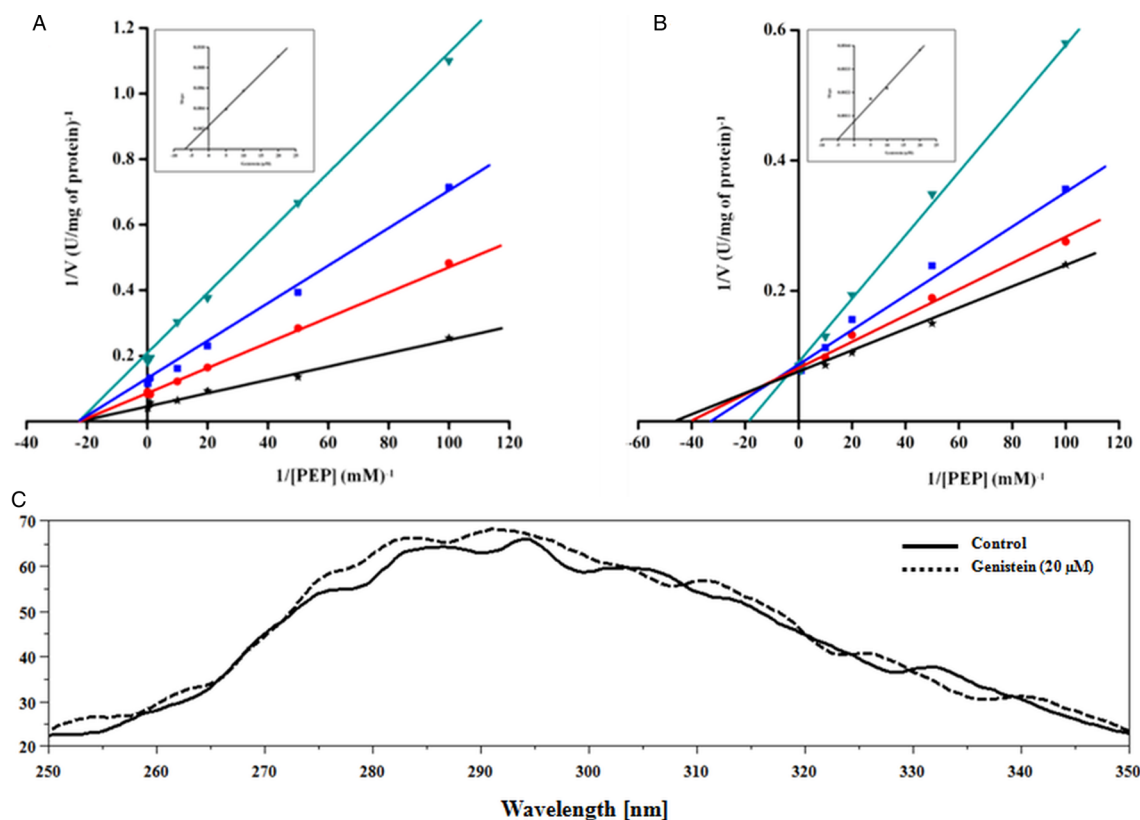 A
1/V (U/mg of protein)-1
1.2
1.0
0.8
0.6
0.4
0.2
-40 -20 0 20 40 60 80 100 120
1/[PEP] (mM)-1
B
1/V (U/mg of protein)-1
0.6
0.4
0.2
-60 -40 -20 0 20 40 60 80 100 120
1/[PEP] (mM)-1
C
70
60
50
40
30
20
250 260 270 280 290 300 310 320 330 340 350
Wavelength [nm]
Control
Genistein (20 µM)